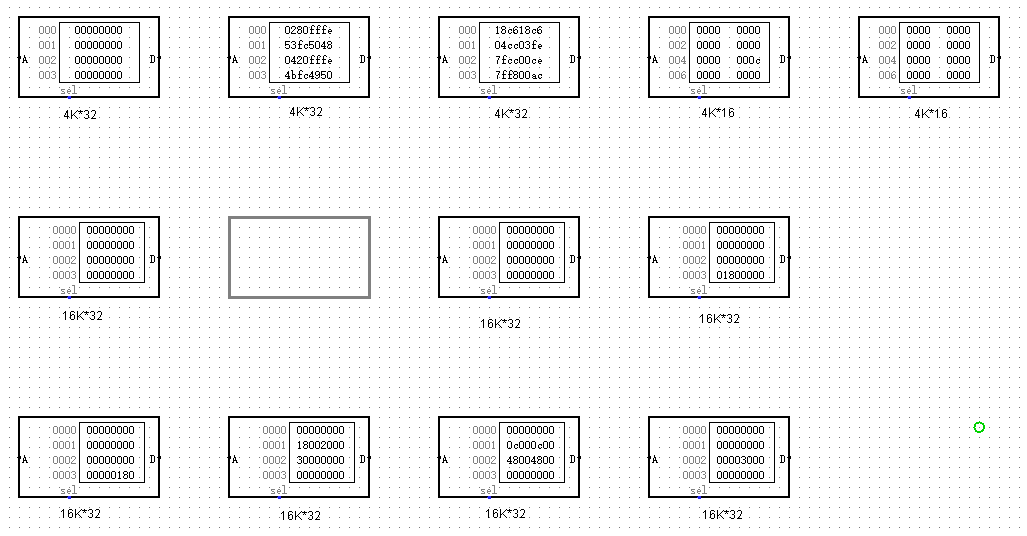 000 00000000
001 00000000
A 002 00000000 D
003 00000000
sel
4K*32
000 0280fffe
001 53fc5048
A 002 0420fffe D
003 4bfc4950
sel
4K*32
000 18c618c6
001 04cc03fe
A 002 7fcc00ce D
003 7ff800ac
sel
4K*32
000 0000 0000
002 0000 0000
A 004 0000 000c D
006 0000 0000
sel
4K*16
000 0000 0000
002 0000 0000
A 004 0000 0000 D
006 0000 0000
sel
4K*16
0000 00000000
0001 00000000
A 0002 00000000 D
0003 00000000
sel
16K*32
0000 00000000
0001 00000000
A 0002 00000000 D
0003 00000000
sel
16K*32
0000 00000000
0001 00000000
A 0002 00000000 D
0003 01800000
sel
16K*32
0000 00000000
0001 00000000
A 0002 00000000 D
0003 00000180
sel
16K*32
0000 00000000
0001 18002000
A 0002 30000000 D
0003 00000000
sel
16K*32
0000 00000000
0001 0c000c00
A 0002 48004800 D
0003 00000000
sel
16K*32
0000 00000000
0001 00000000
A 0002 00003000 D
0003 00000000
sel
16K*32